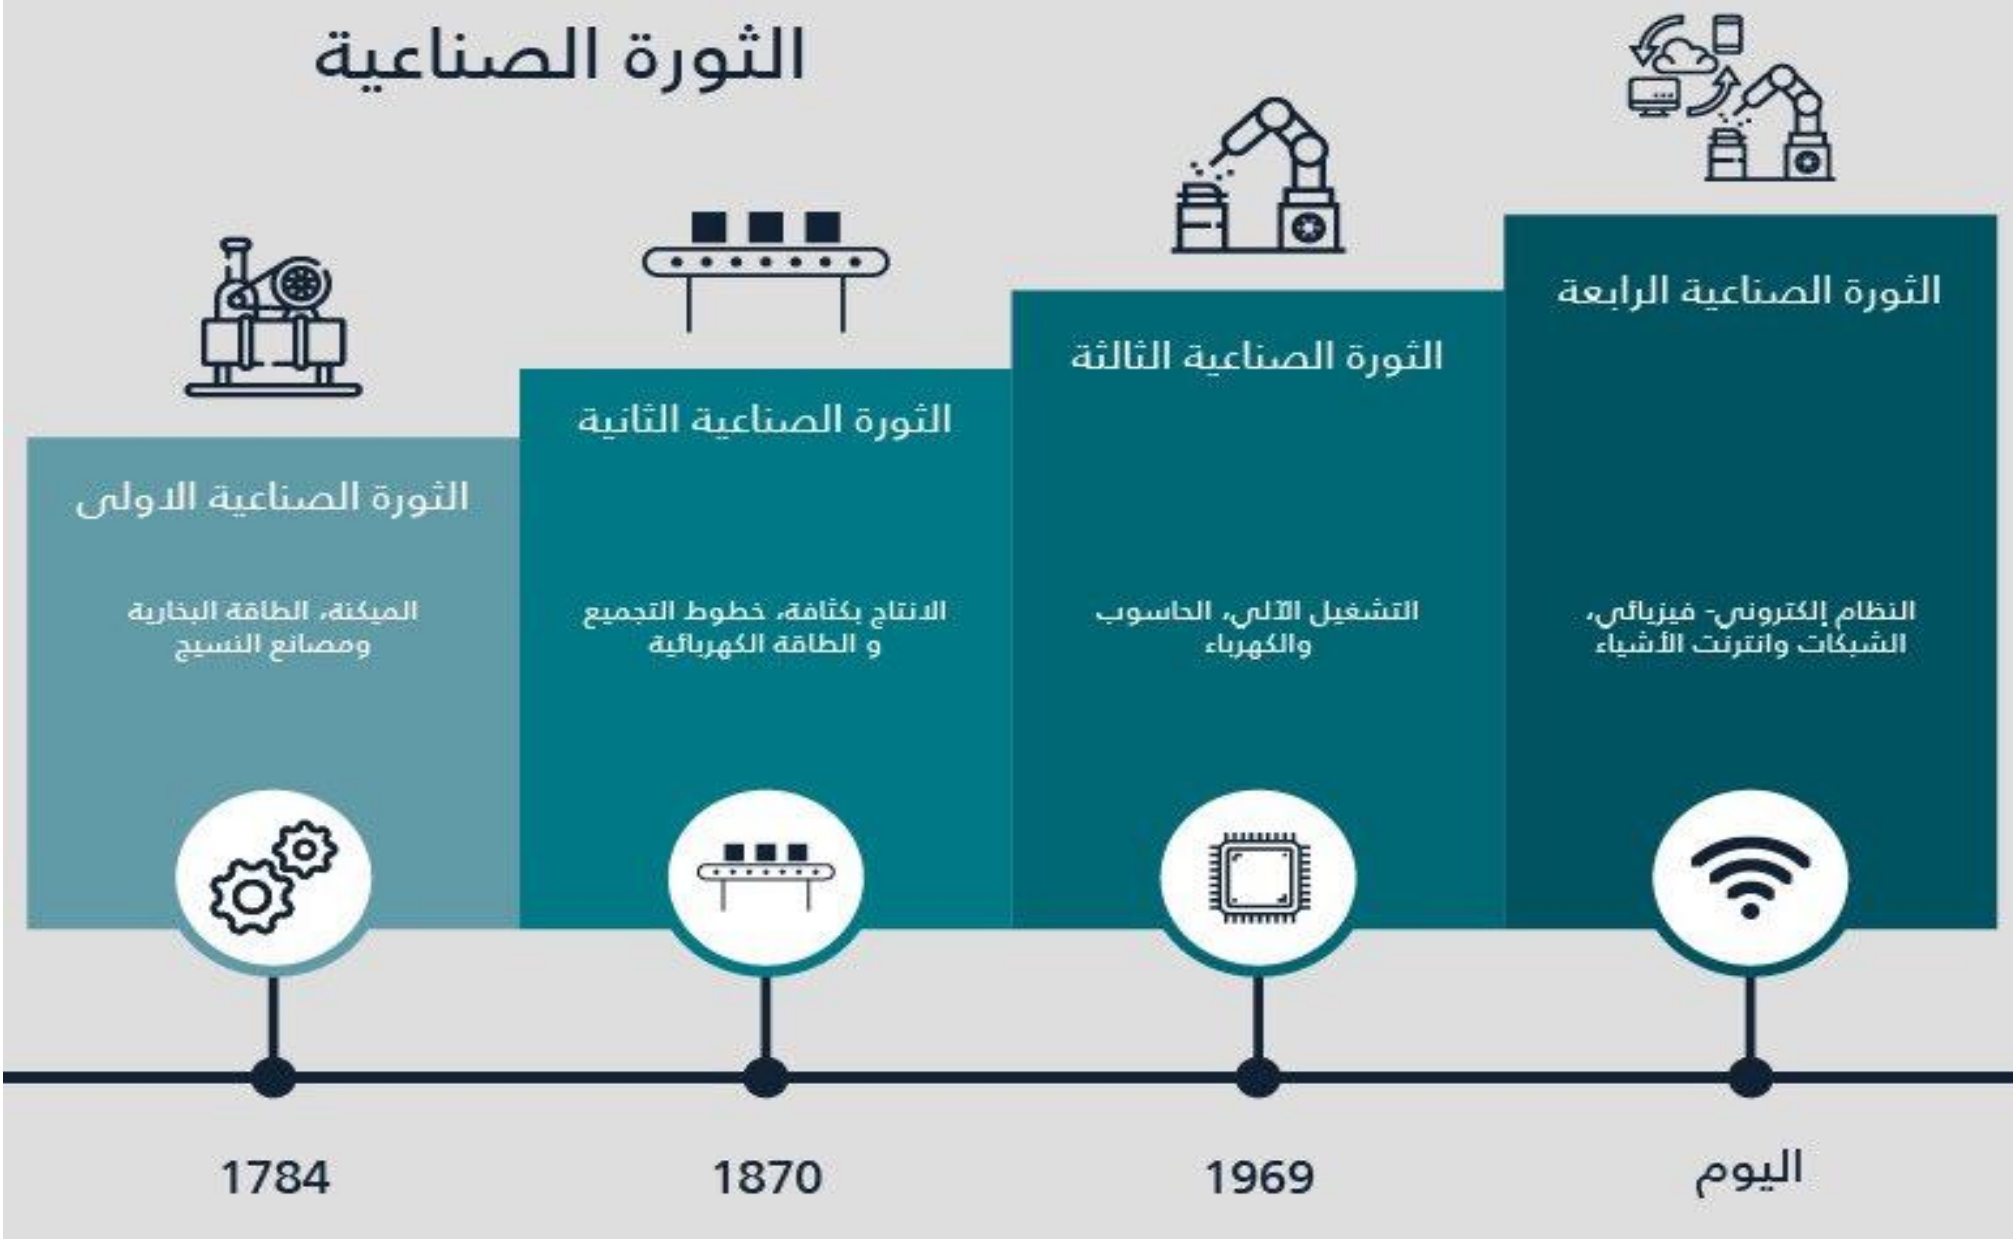 الثورة الصناعية
الثورة الصناعية الاولى
الميكنة، الطاقة البخارية
ومصانع النسيج
1784
الثورة الصناعية الثانية
الانتاج بكثافة، خطوط التجميع
و الطاقة الكهربائية
1870
الثورة الصناعية الثالثة
التشغيل الآلي، الحاسوب
والكهرباء
1969
الثورة الصناعية الرابعة
النظام إلكتروني- فيزيائي،
الشبكات وانترنت الأشياء
اليوم